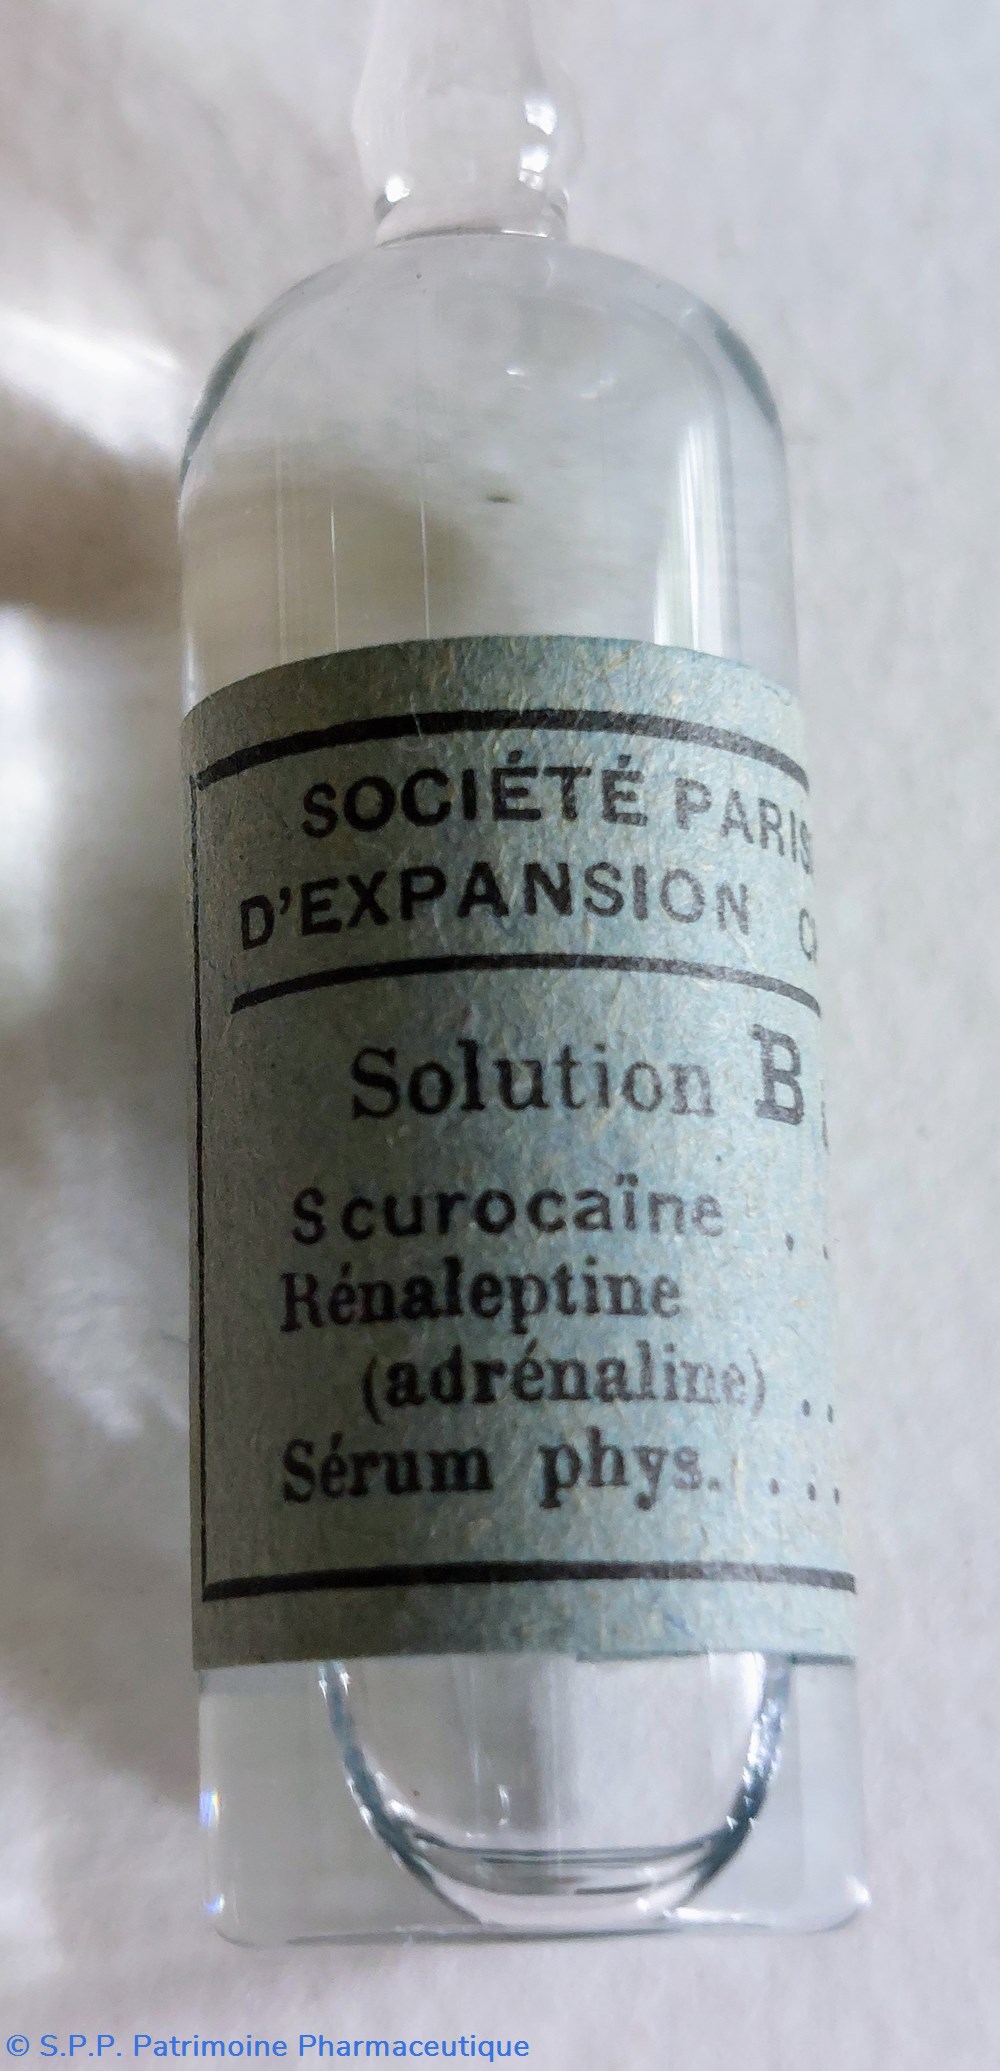 SOCIÉTÉ PARIS
D'EXPANSION
Solution B
Scurocaïne . .
Rénaleptine
(adrénaline) . .
Sérum phys. . . .
© S.P.P. Patrimoine Pharmaceutique